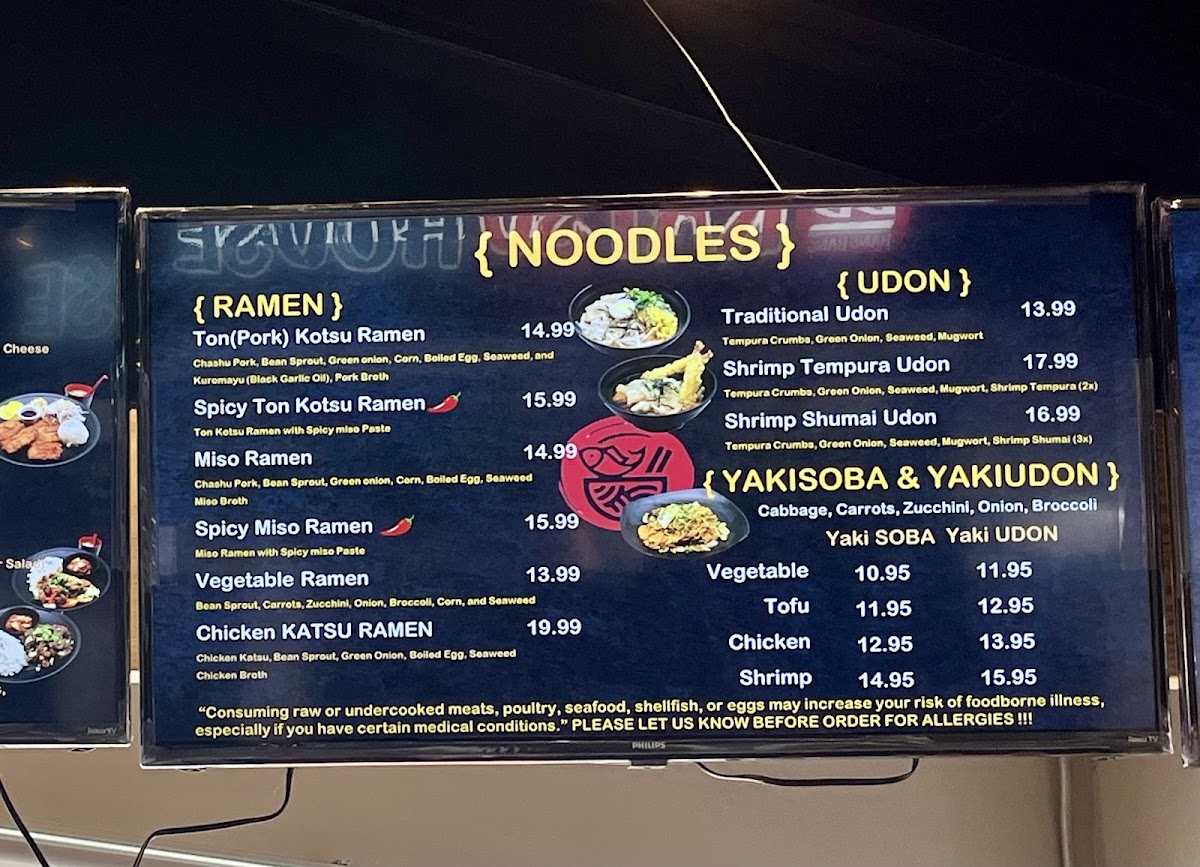 Cheese
{ NOODLES }
{ RAMEN }
Ton(Pork) Kotsu Ramen 14.99
Chashu Pork, Bean Sprout, Green onion, Corn, Boiled Egg, Seaweed, and
Kuromayu (Black Garlic Oil), Pork Broth
Spicy Ton Kotsu Ramen 15.99
Ton Kotsu Ramen with Spicy miso Paste
Miso Ramen 14.99
Chashu Pork, Bean Sprout, Green onion, Corn, Boiled Egg, Seaweed
Miso Broth
Spicy Miso Ramen 15.99
Miso Ramen with Spicy miso Paste
Vegetable Ramen 13.99
Bean Sprout, Carrots, Zucchini, Onion, Broccoli, Corn, and Seaweed
Chicken KATSU RAMEN 19.99
Chicken Katsu, Bean Sprout, Green Onion, Boiled Egg, Seaweed
Chicken Broth
{ UDON }
Traditional Udon 13.99
Tempura Crumbs, Green Onion, Seaweed, Mugwort
Shrimp Tempura Udon 17.99
Tempura Crumbs, Green Onion, Seaweed, Mugwort, Shrimp Tempura (2x)
Shrimp Shumai Udon 16.99
Tempura Crumbs, Green Onion, Seaweed, Mugwort, Shrimp Shumai (3x)
{ YAKISOBA & YAKIUDON }
Cabbage, Carrots, Zucchini, Onion, Broccoli
Yaki SOBA Yaki UDON
Vegetable 10.95 11.95
Tofu 11.95 12.95
Chicken 12.95 13.95
Shrimp 14.95 15.95
“Consuming raw or undercooked meats, poultry, seafood, shellfish, or eggs may increase your risk of foodborne illness,
especially if you have certain medical conditions.” PLEASE LET US KNOW BEFORE ORDER FOR ALLERGIES !!!
PHILIPS
Roku TV